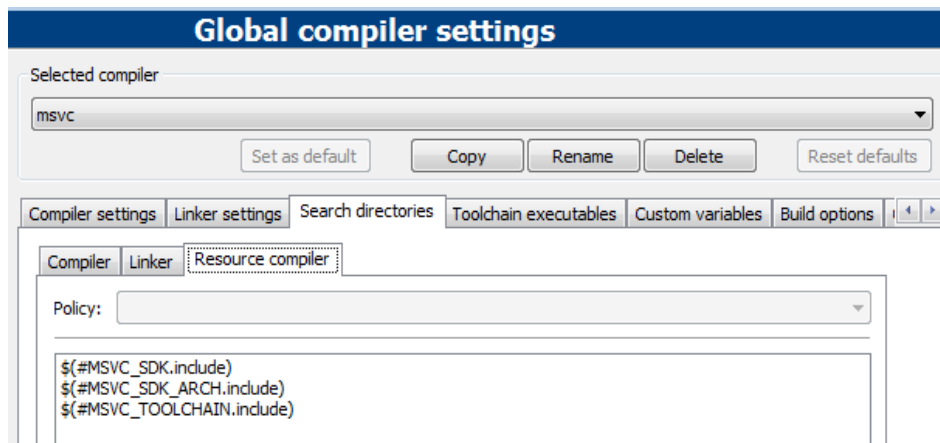 Global compiler settings
Selected compiler
msvc
Set as default Copy Rename Delete Reset defaults
Compiler settings Linker settings Search directories Toolchain executables Custom variables Build options
Compiler Linker Resource compiler
Policy:
$(#MSVC_SDK.include)
$(#MSVC_SDK_ARCH.include)
$(#MSVC_TOOLCHAIN.include)